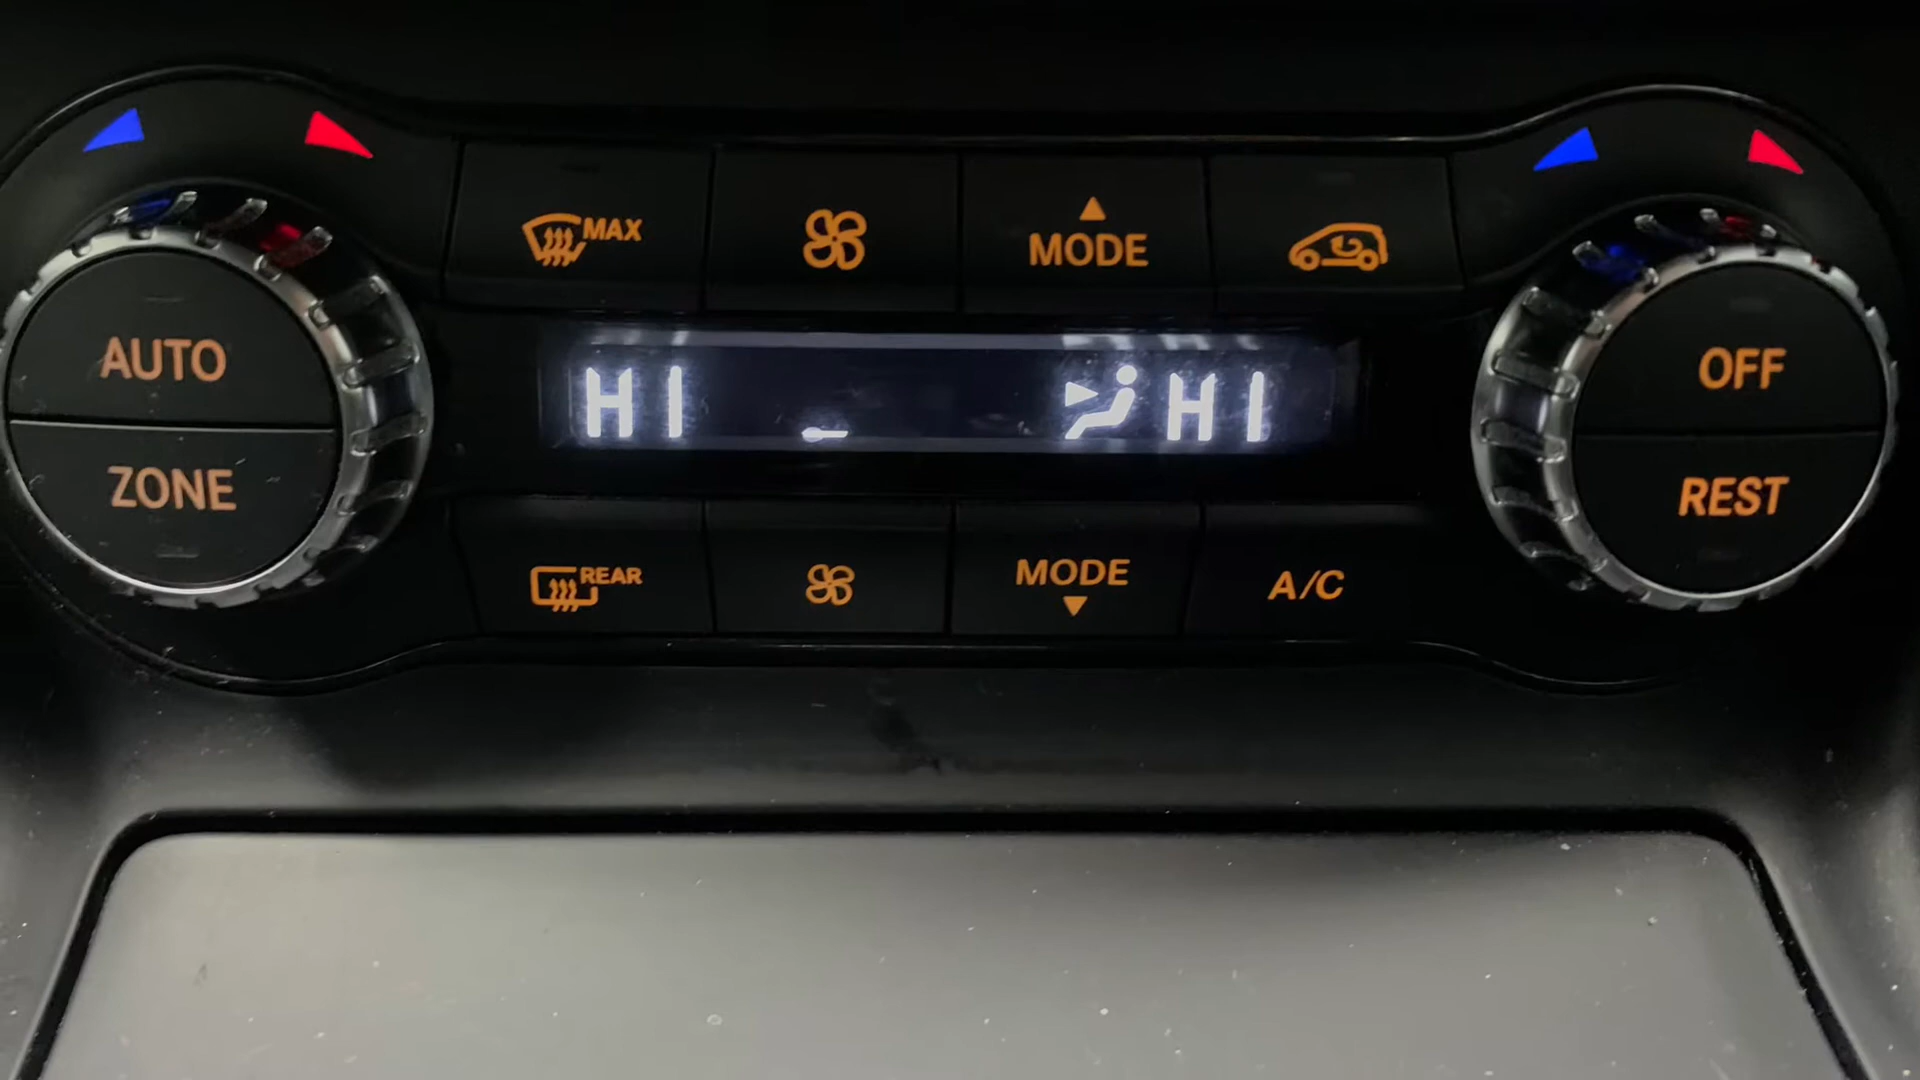 MAX
MODE
AUTO
ZONE
HI
HI
OFF
REST
REAR
MODE
A/C